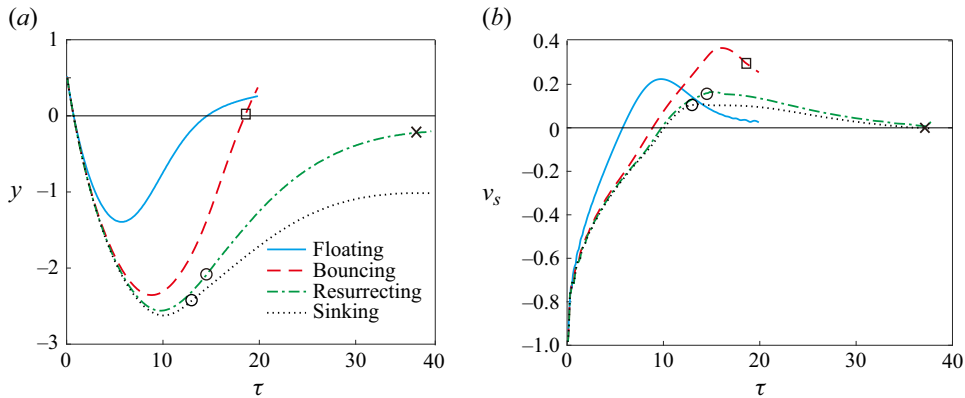 (a)
1
0
−1
−2
−3
y
0
10
20
30
40
τ
Floating
Bouncing
Resurrecting
Sinking
(b)
0.4
0.2
0
−0.2
−0.4
−0.6
−0.8
−1.0
v_s
0
10
20
30
40
τ